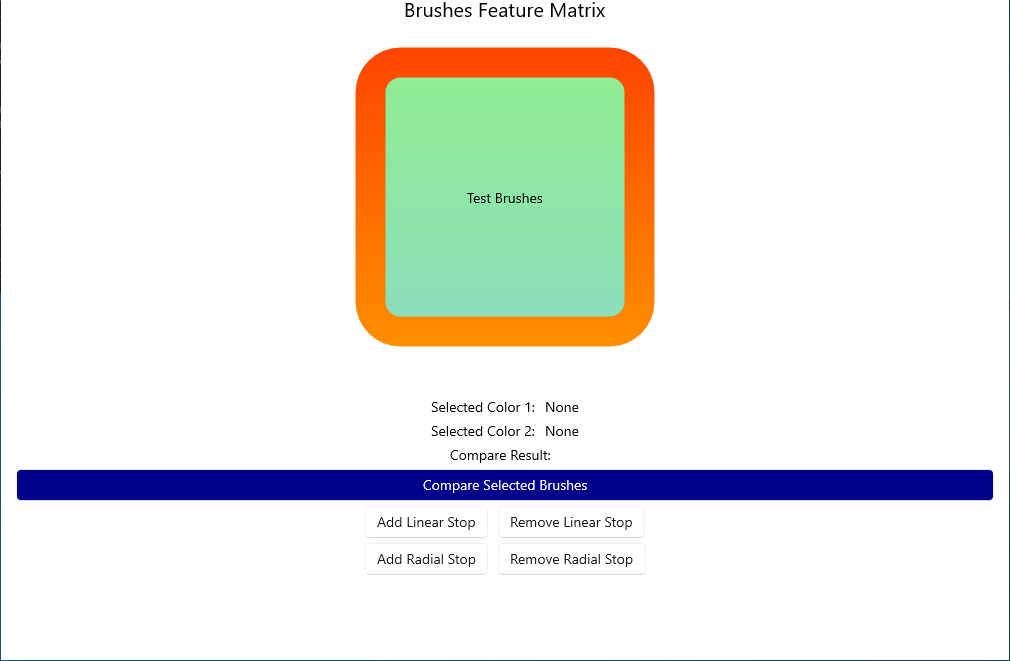 Brushes Feature Matrix
Test Brushes
Selected Color 1: None
Selected Color 2: None
Compare Result:
Compare Selected Brushes
Add Linear Stop Remove Linear Stop
Add Radial Stop Remove Radial Stop